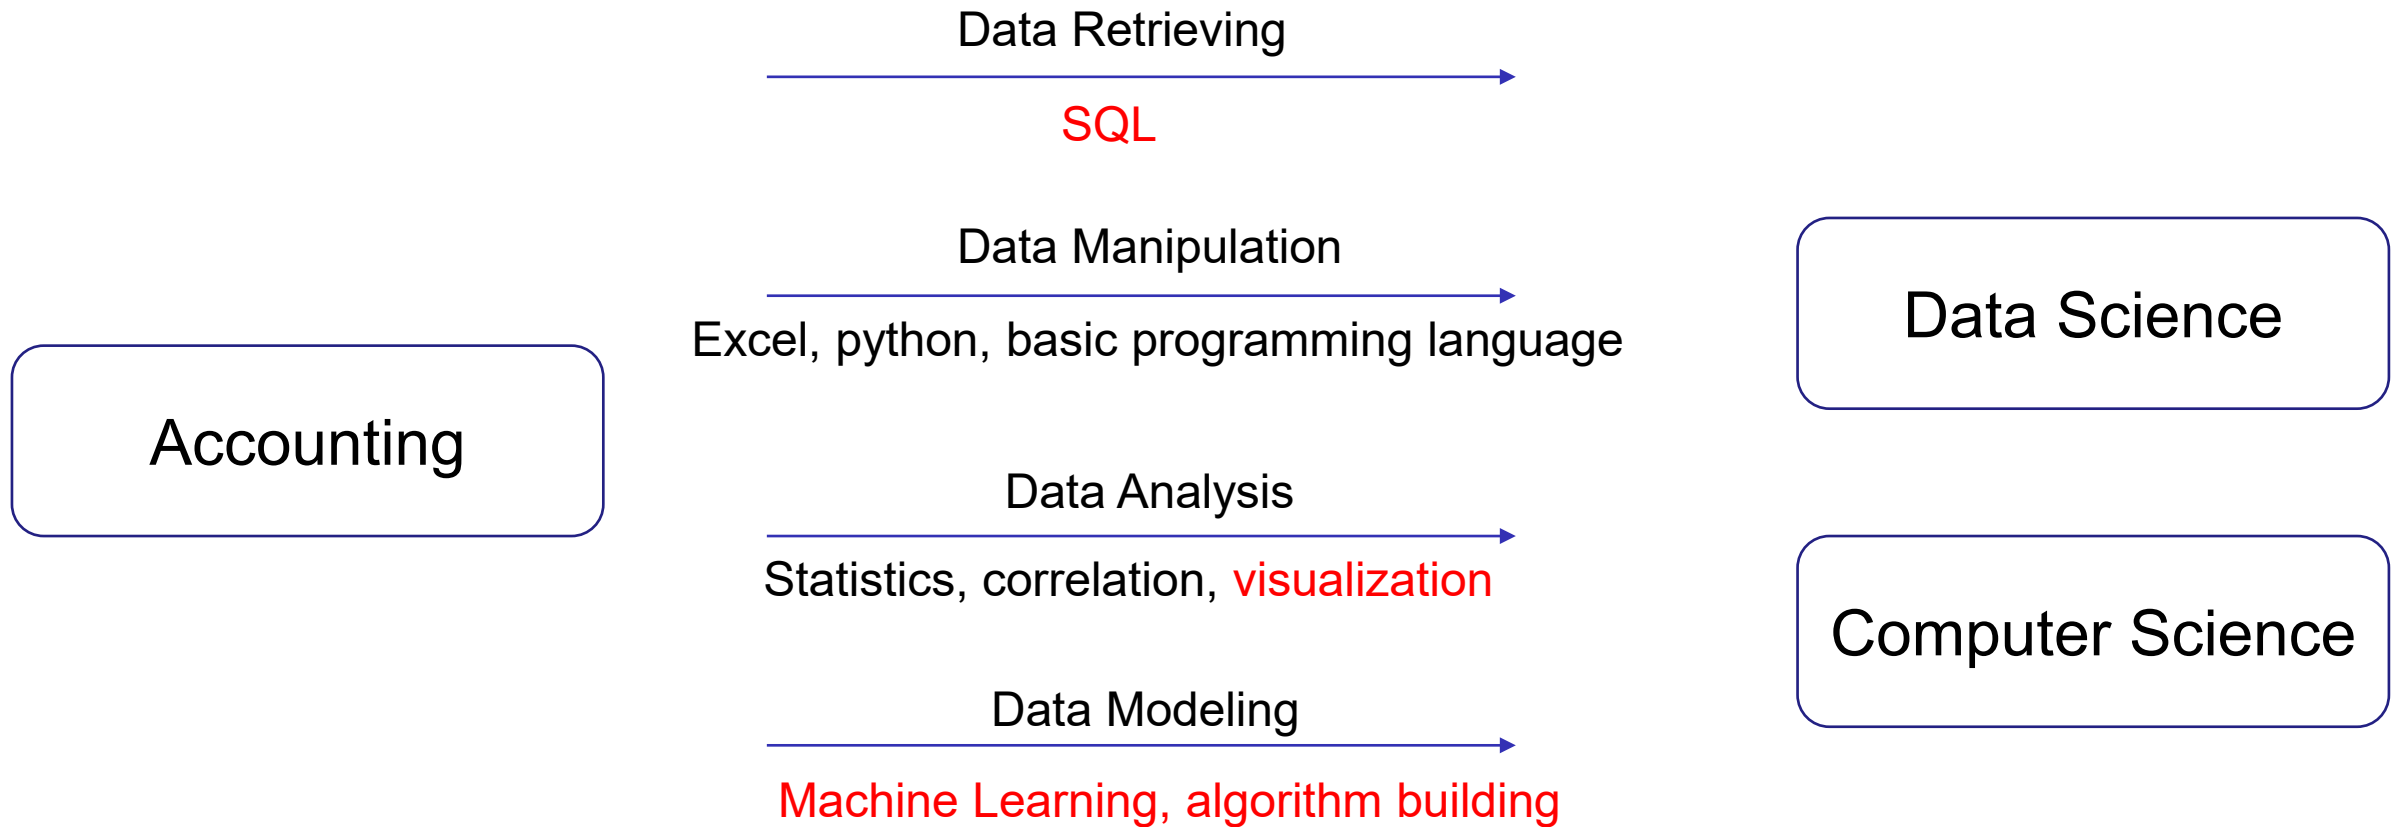 Data Retrieving
SQL
Data Manipulation
Excel, python, basic programming language
Data Analysis
Statistics, correlation, visualization
Data Modeling
Machine Learning, algorithm building
Accounting
Data Science
Computer Science